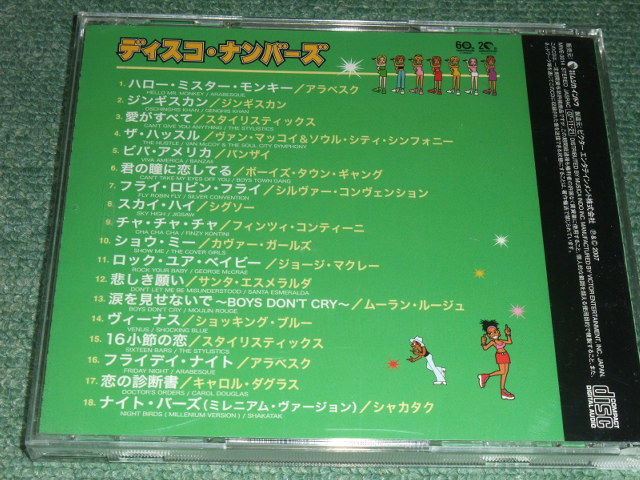 ディスコ・ナンバーズ
1. ハロー・ミスター・モンキー／アラベスク
HELLO MR. MONKEY / ARABESQUE
2. ジンギスカン／ジンギスカン
DSCHINGHIS KHAN / GENGHIS KHAN
3. 愛がすべて／スタイリスティックス
CAN'T GIVE YOU ANYTHING / THE STYLISTICS
4. ザ・ハッスル／ヴァン・マッコイ＆ソウル・シティ・シンフォニー
THE HUSTLE / VAN McCOY & THE SOUL CITY SYMPHONY
5. ビバ・アメリカ／バンザイ
VIVA AMERICA / BANZAII
6. 君の瞳に恋してる／ボーイズ・タウン・ギャング
CAN'T TAKE MY EYES OFF YOU / BOYS TOWN GANG
7. フライ・ロビン・フライ／シルヴァー・コンヴェンション
FLY ROBIN FLY / SILVER CONVENTION
8. スカイ・ハイ／ジグソー
SKY HIGH / JIGSAW
9. チャ・チャ・チャ／フィンツィ・コンティーニ
CHA CHA CHA / FINZY KONTINI
10. ショウ・ミー／カヴァー・ガールズ
SHOW ME / THE COVER GIRLS
11. ロック・ユア・ベイビー／ジョージ・マクレー
ROCK YOUR BABY / GEORGE McCRAE
12. 悲しき願い／サンタ・エスメラルダ
DON'T LET ME BE MISUNDERSTOOD / SANTA ESMERALDA
13. 涙を見せないで 〜BOYS DON'T CRY〜／ムーラン・ルージュ
BOYS DON'T CRY / MOULIN ROUGE
14. ヴィーナス／ショッキング・ブルー
VENUS / SHOCKING BLUE
15. 16小節の恋／スタイリスティックス
SIXTEEN BARS / THE STYLISTICS
16. フライデイ・ナイト／アラベスク
FRIDAY NIGHT / ARABESQUE
17. 恋の診断書／キャロル・ダグラス
DOCTOR'S ORDERS / CAROL DOUGLAS
18. ナイト・バーズ（ミレニアム・ヴァージョン）／シャカタク
NIGHT BIRDS ( MILLENIUM VERSION ) / SHAKATAK
℗&© 2007
COMPACT
disc
DIGITAL AUDIO